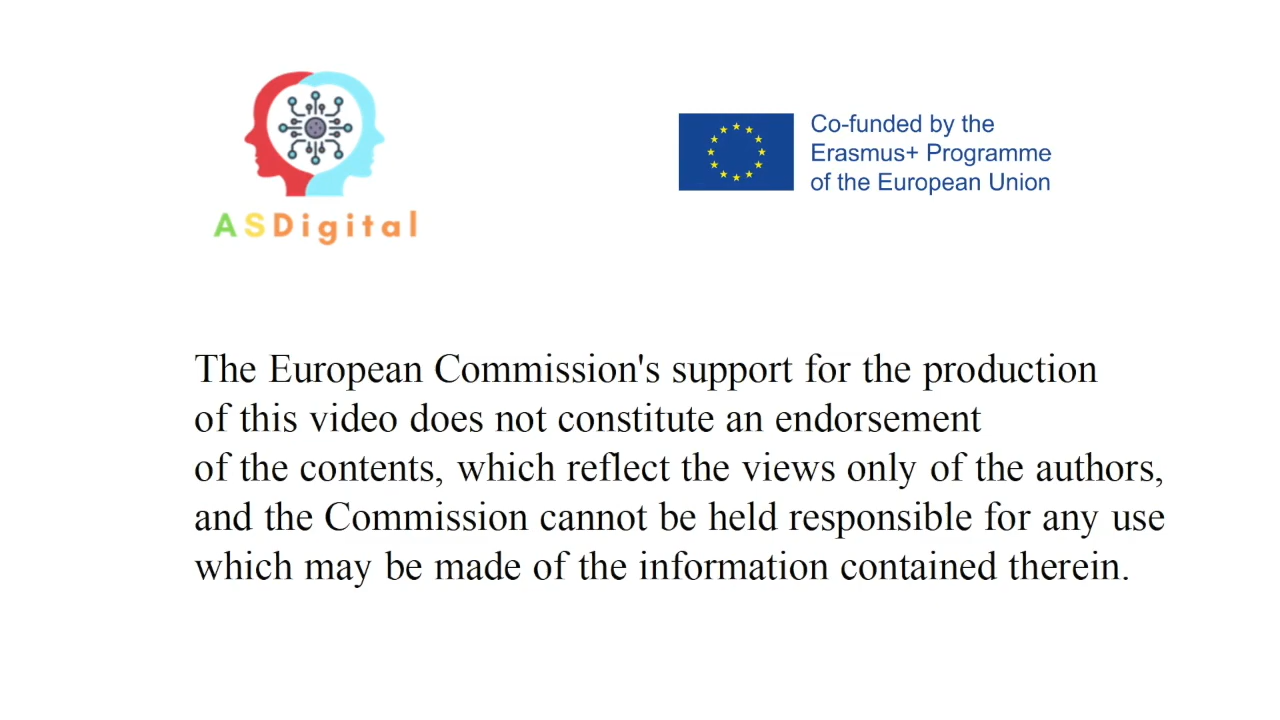 ASDigital
Co-funded by the
Erasmus+ Programme
of the European Union
The European Commission's support for the production
of this video does not constitute an endorsement
of the contents, which reflect the views only of the authors,
and the Commission cannot be held responsible for any use
which may be made of the information contained therein.